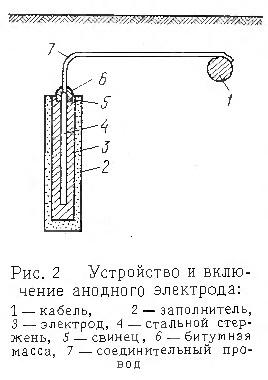 7
6
5
4
3
2
1
Рис. 2 Устройство и вклю-
чение анодного электрода:
1 — кабель, 2 — заполнитель,
3 — электрод, 4 — стальной стер-
жень, 5 — свинец, 6 — битумная
масса, 7 — соединительный про-
вод